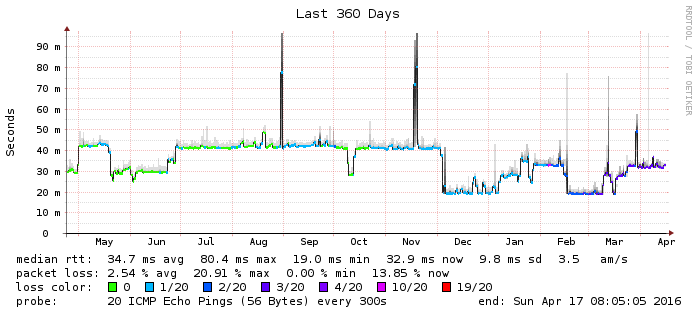 Last 360 Days
RRDTOOL / TOBI OETIKER
Seconds
90 m
80 m
70 m
60 m
50 m
40 m
30 m
20 m
10 m
0
May Jun Jul Aug Sep Oct Nov Dec Jan Feb Mar Apr
median rtt: 34.7 ms avg 80.4 ms max 19.0 ms min 32.9 ms now 9.8 ms sd 3.5 am/s
packet loss: 2.54 % avg 20.91 % max 0.00 % min 13.85 % now
loss color: 0 1/20 2/20 3/20 4/20 10/20 19/20
probe: 20 ICMP Echo Pings (56 Bytes) every 300s end: Sun Apr 17 08:05:05 2016